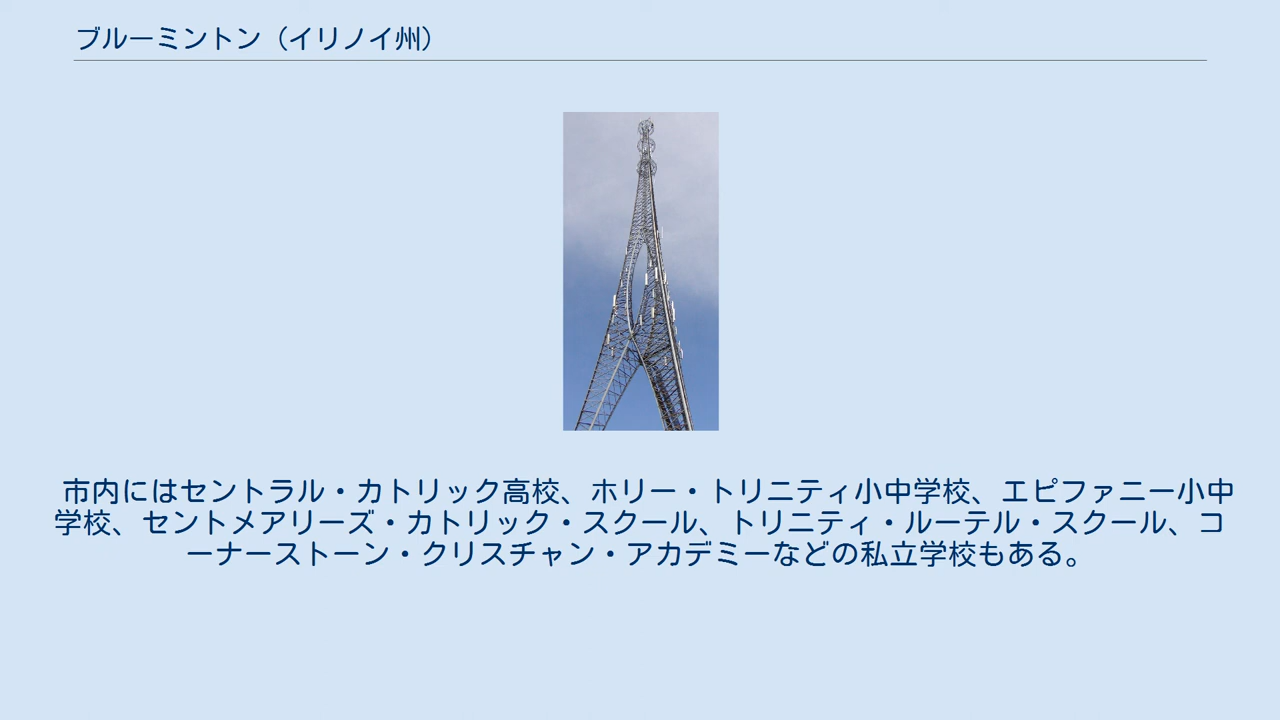 ブルーミントン（イリノイ州）
市内にはセントラル・カトリック高校、ホリー・トリニティ小中学校、エピファニー小中
学校、セントメアリーズ・カトリック・スクール、トリニティ・ルーテル・スクール、コ
ーナーストーン・クリスチャン・アカデミーなどの私立学校もある。